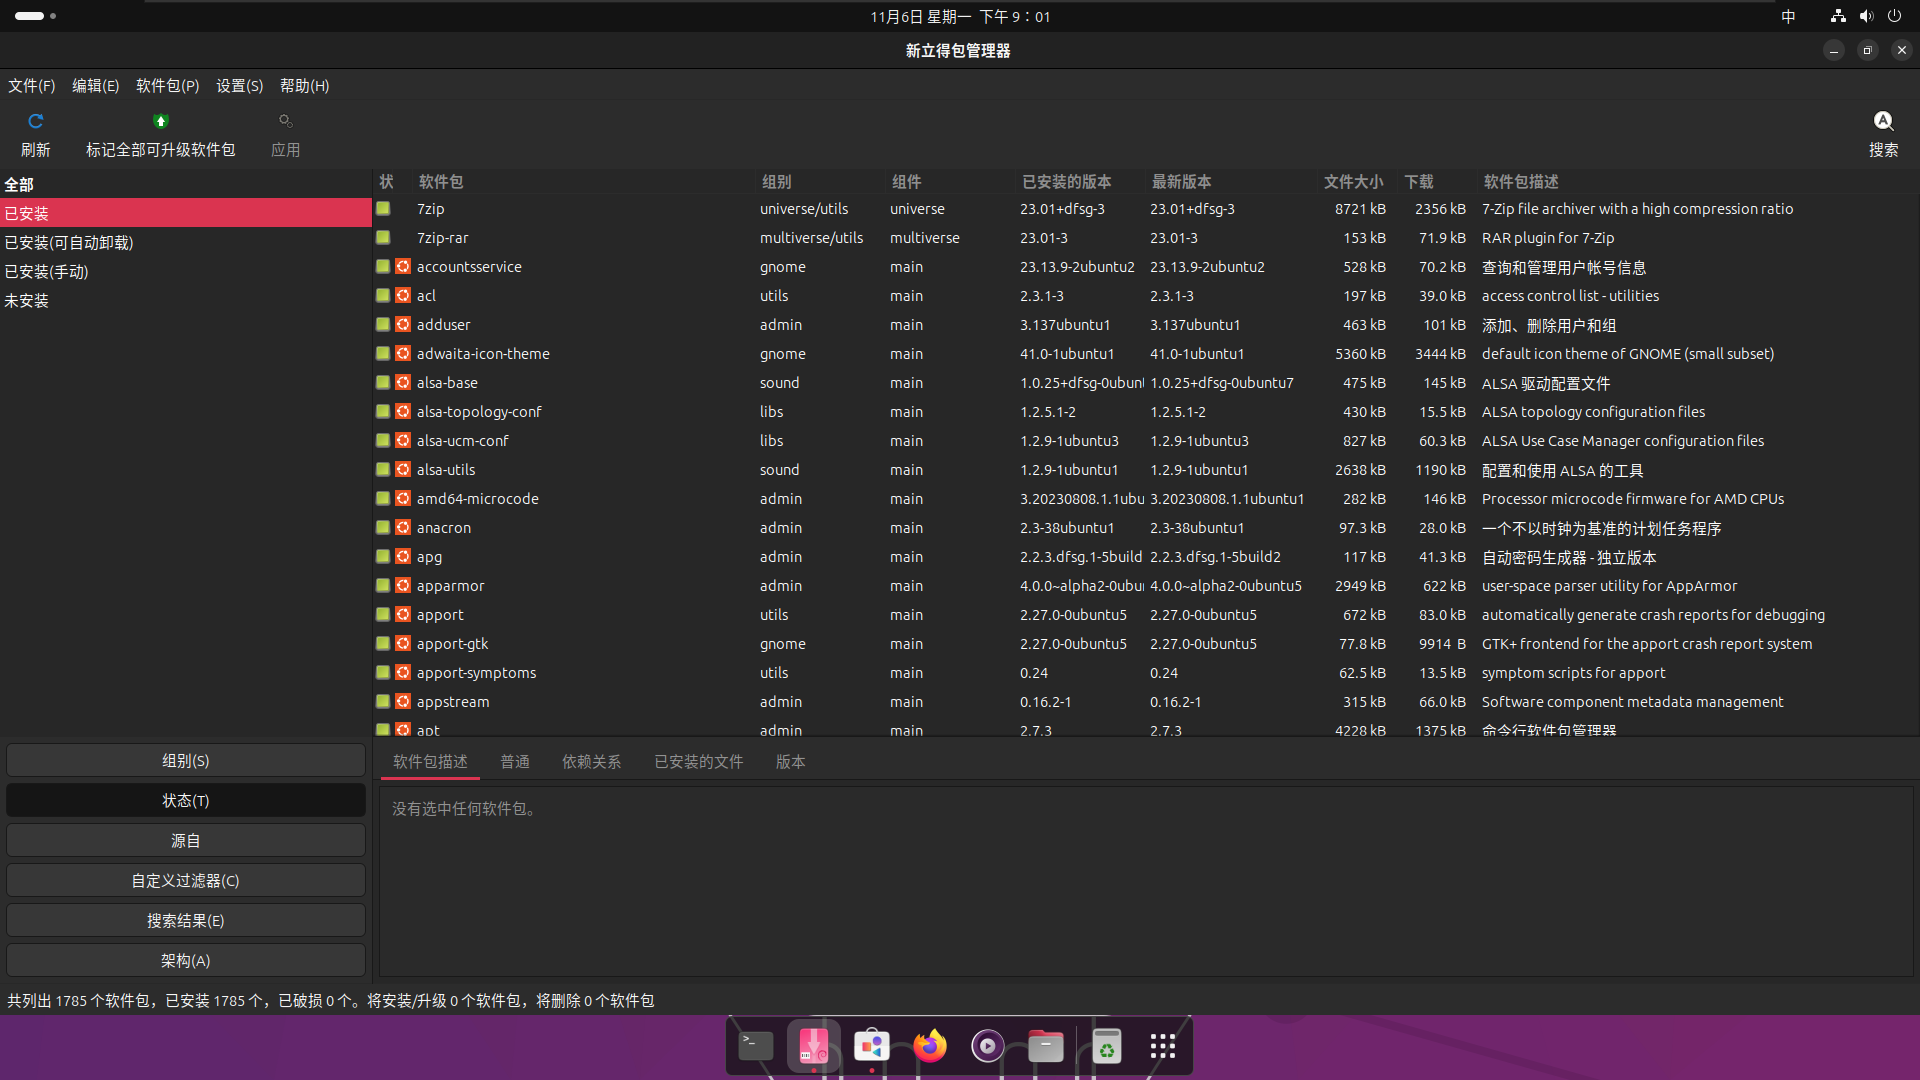 11月6日 星期一 下午 9：01
中
新立得包管理器
文件(F) 编辑(E) 软件包(P) 设置(S) 帮助(H)
刷新 标记全部可升级软件包 应用 搜索
全部
已安装
已安装(可自动卸载)
已安装(手动)
未安装
状 软件包 组别 组件 已安装的版本 最新版本 文件大小 下载 软件包描述
7zip universe/utils universe 23.01+dfsg-3 23.01+dfsg-3 8721 kB 2356 kB 7-Zip file archiver with a high compression ratio
7zip-rar multiverse/utils multiverse 23.01-3 23.01-3 153 kB 71.9 kB RAR plugin for 7-Zip
accountsservice gnome main 23.13.9-2ubuntu2 23.13.9-2ubuntu2 528 kB 70.2 kB 查询和管理用户帐号信息
acl utils main 2.3.1-3 2.3.1-3 197 kB 39.0 kB access control list - utilities
adduser admin main 3.137ubuntu1 3.137ubuntu1 463 kB 101 kB 添加、删除用户和组
adwaita-icon-theme gnome main 41.0-1ubuntu1 41.0-1ubuntu1 5360 kB 3444 kB default icon theme of GNOME (small subset)
alsa-base sound main 1.0.25+dfsg-0ubun 1.0.25+dfsg-0ubuntu7 475 kB 145 kB ALSA 驱动配置文件
alsa-topology-conf libs main 1.2.5.1-2 1.2.5.1-2 430 kB 15.5 kB ALSA topology configuration files
alsa-ucm-conf libs main 1.2.9-1ubuntu3 1.2.9-1ubuntu3 827 kB 60.3 kB ALSA Use Case Manager configuration files
alsa-utils sound main 1.2.9-1ubuntu1 1.2.9-1ubuntu1 2638 kB 1190 kB 配置和使用 ALSA 的工具
amd64-microcode admin main 3.20230808.1.1ubu 3.20230808.1.1ubuntu1 282 kB 146 kB Processor microcode firmware for AMD CPUs
anacron admin main 2.3-38ubuntu1 2.3-38ubuntu1 97.3 kB 28.0 kB 一个不以时钟为基准的计划任务程序
apg admin main 2.2.3.dfsg.1-5build 2.2.3.dfsg.1-5build2 117 kB 41.3 kB 自动密码生成器 - 独立版本
apparmor admin main 4.0.0~alpha2-0ubu 4.0.0~alpha2-0ubuntu5 2949 kB 622 kB user-space parser utility for AppArmor
apport utils main 2.27.0-0ubuntu5 2.27.0-0ubuntu5 672 kB 83.0 kB automatically generate crash reports for debugging
apport-gtk gnome main 2.27.0-0ubuntu5 2.27.0-0ubuntu5 77.8 kB 9914 B GTK+ frontend for the apport crash report system
apport-symptoms utils main 0.24 0.24 62.5 kB 13.5 kB symptom scripts for apport
appstream admin main 0.16.2-1 0.16.2-1 315 kB 66.0 kB Software component metadata management
apt admin main 2.7.3 2.7.3 4228 kB 1375 kB 命令行软件包管理器
组别(S)
状态(T)
源自
自定义过滤器(C)
搜索结果(E)
架构(A)
软件包描述 普通 依赖关系 已安装的文件 版本
没有选中任何软件包。
共列出 1785 个软件包，已安装 1785 个，已破损 0 个。将安装/升级 0 个软件包，将删除 0 个软件包